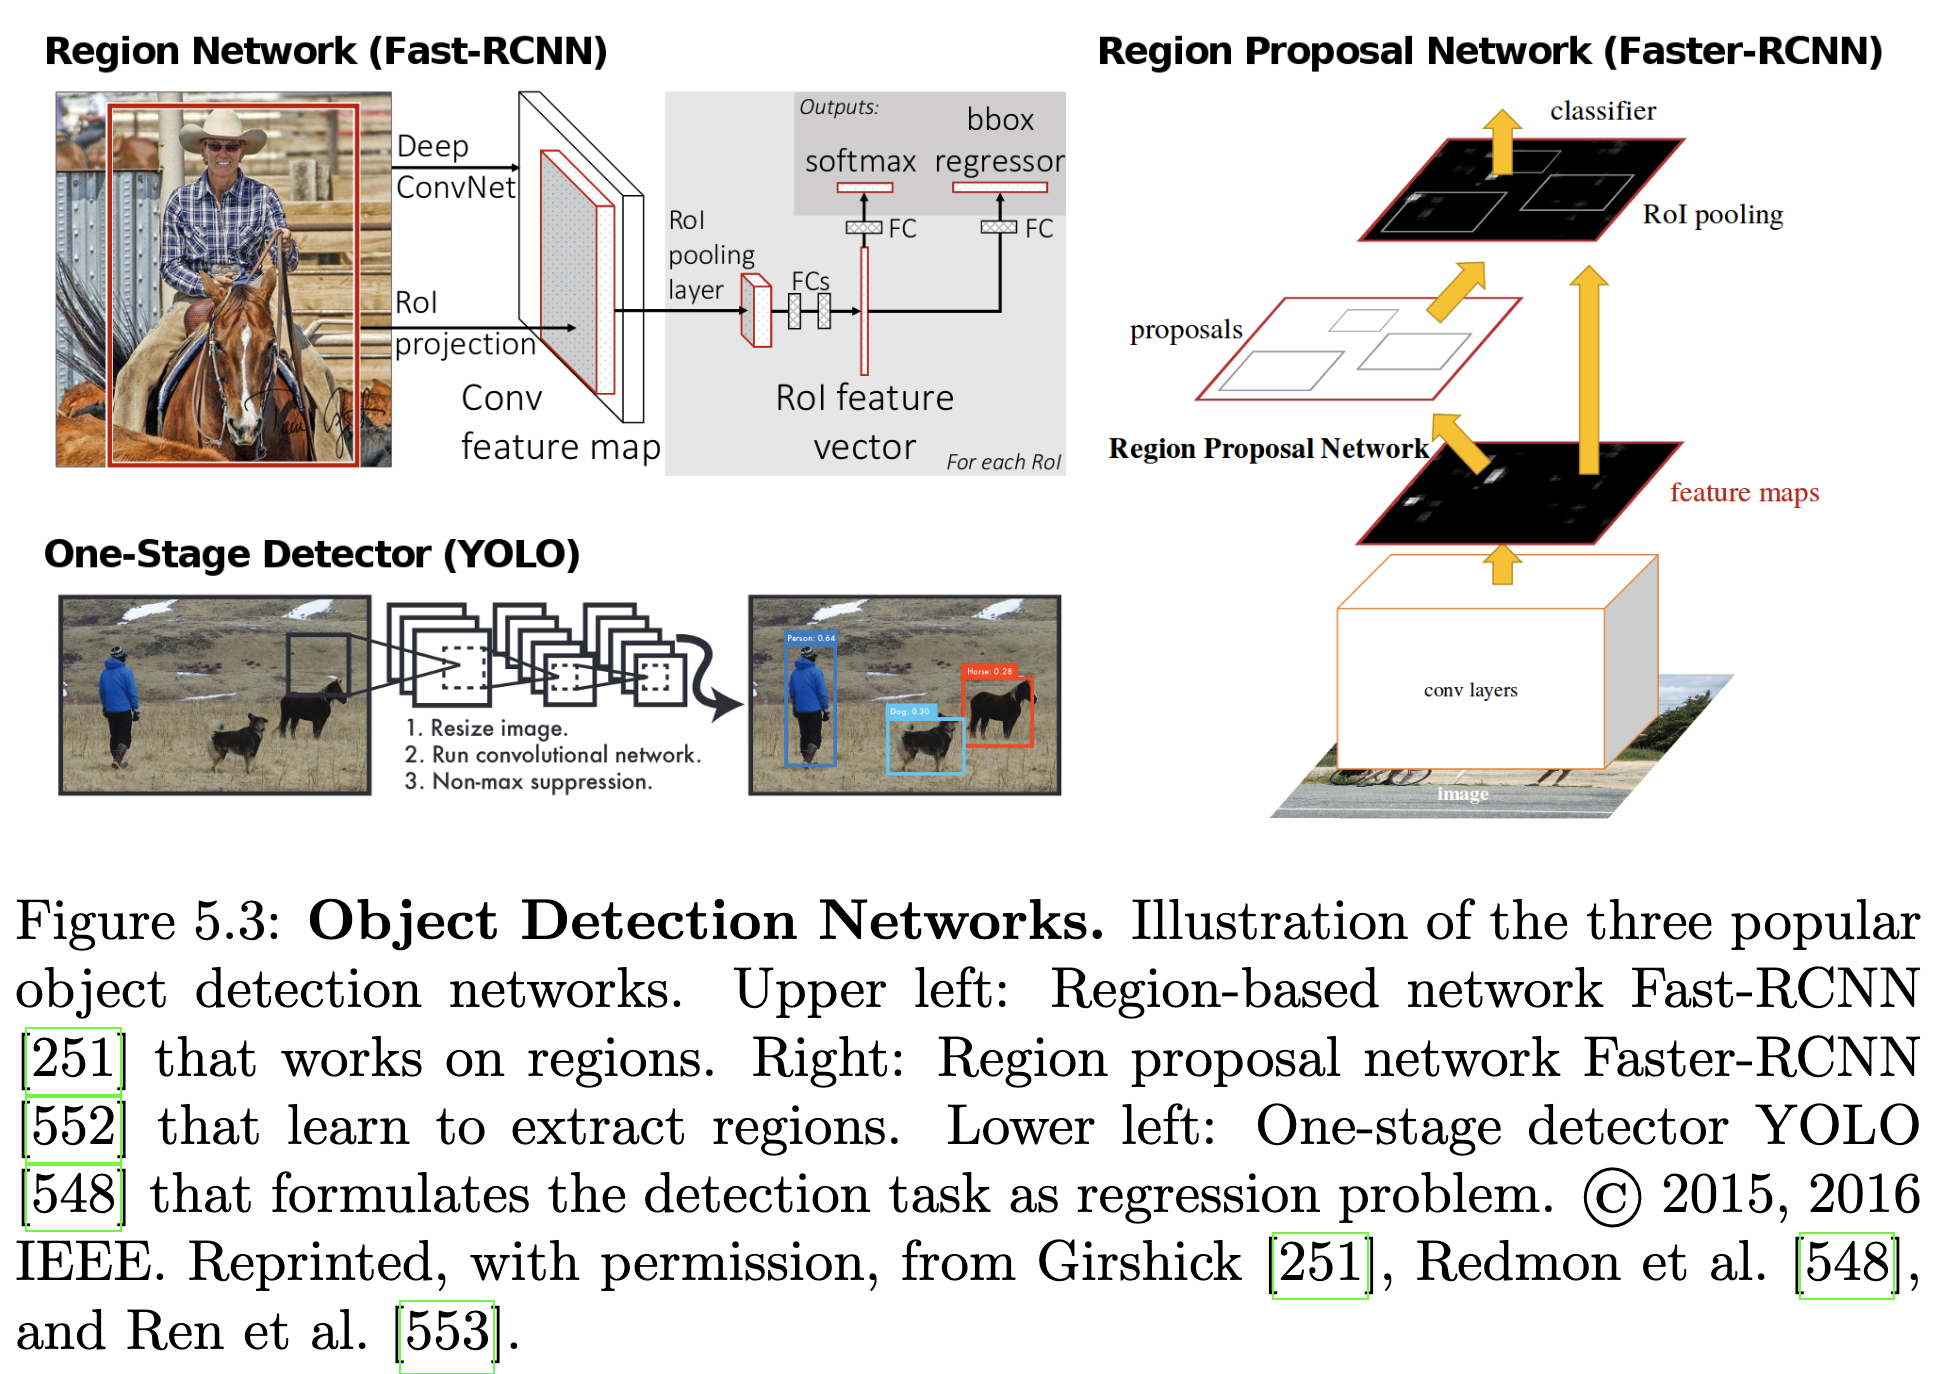 Region Network (Fast-RCNN)
Deep
ConvNet
RoI
projection
Conv
feature map
RoI
pooling
layer
FCs
Outputs:
softmax
bbox
regressor
FC
FC
RoI feature
vector
For each RoI
Region Proposal Network (Faster-RCNN)
classifier
RoI pooling
proposals
Region Proposal Network
feature maps
conv layers
image
One-Stage Detector (YOLO)
1. Resize image.
2. Run convolutional network.
3. Non-max suppression.
Person: 0.64
Dog: 0.30
Horse: 0.28
Figure 5.3: Object Detection Networks. Illustration of the three popular
object detection networks. Upper left: Region-based network Fast-RCNN
[251] that works on regions. Right: Region proposal network Faster-RCNN
[552] that learn to extract regions. Lower left: One-stage detector YOLO
[548] that formulates the detection task as regression problem. © 2015, 2016
IEEE. Reprinted, with permission, from Girshick [251], Redmon et al. [548],
and Ren et al. [553].